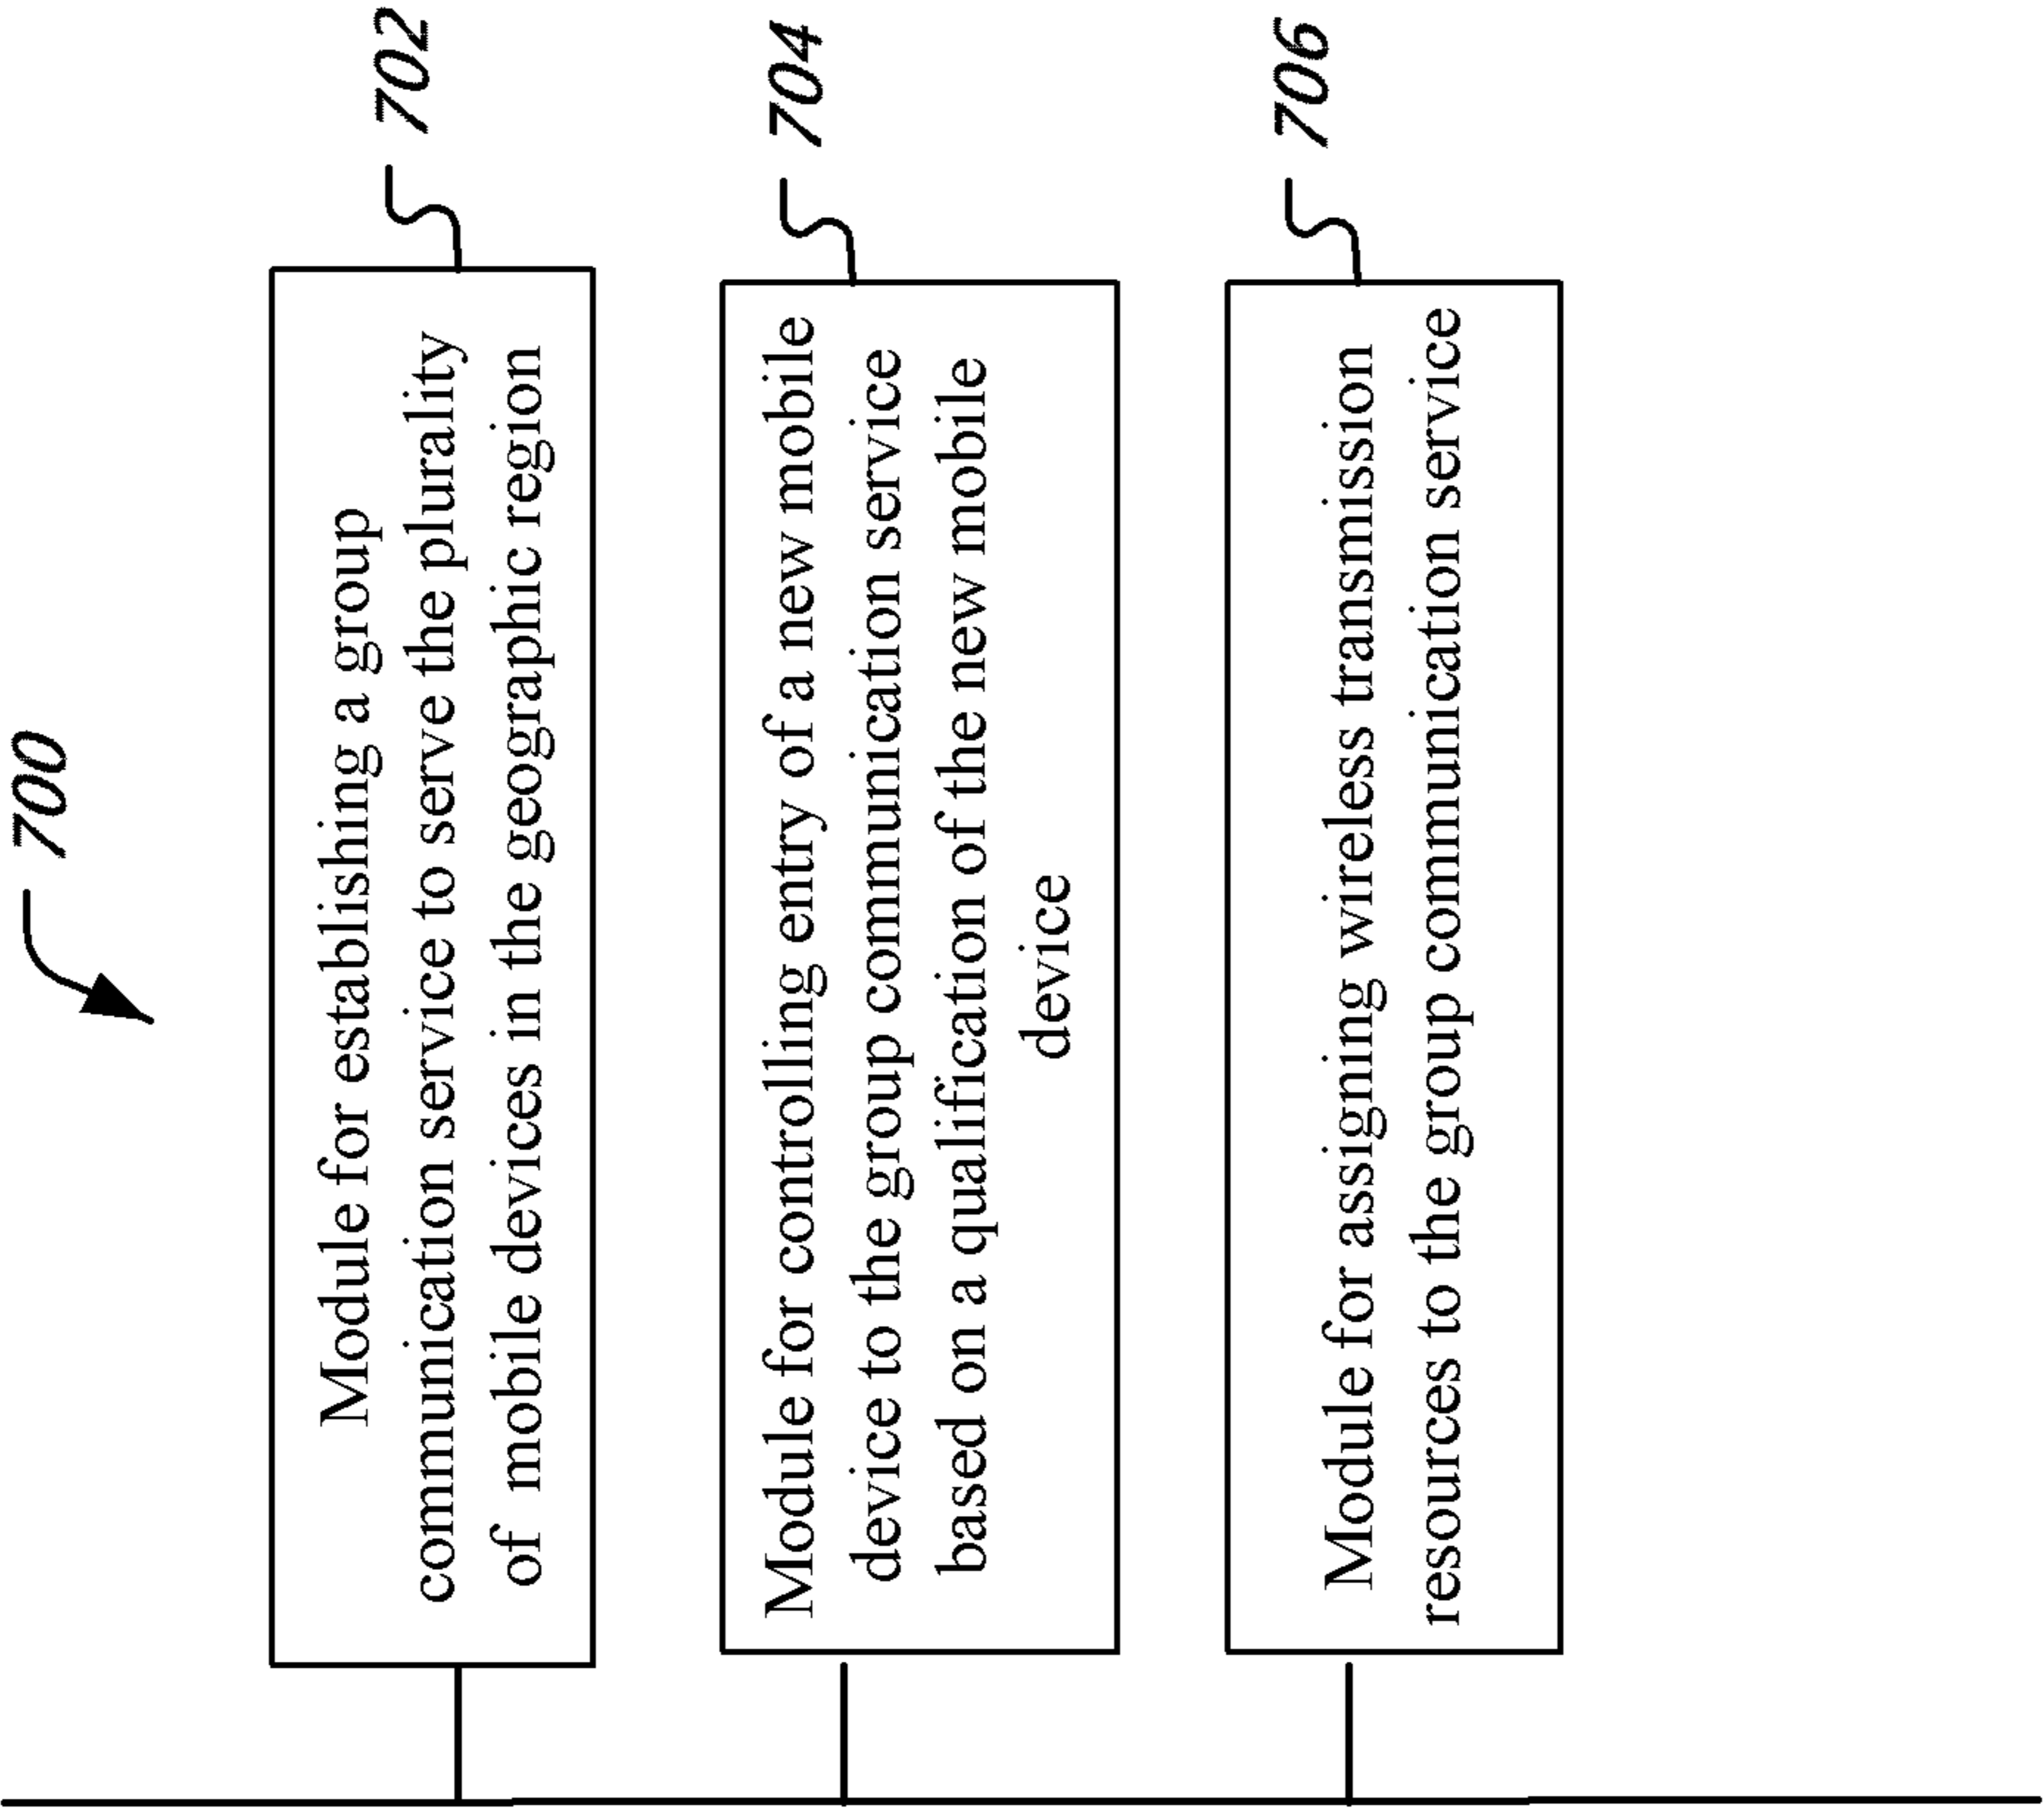 700
Module for establishing a group
communication service to serve the plurality
of mobile devices in the geographic region
702
Module for controlling entry of a new mobile
device to the group communication service
based on a qualification of the new mobile
device
704
Module for assigning wireless transmission
resources to the group communication service
706